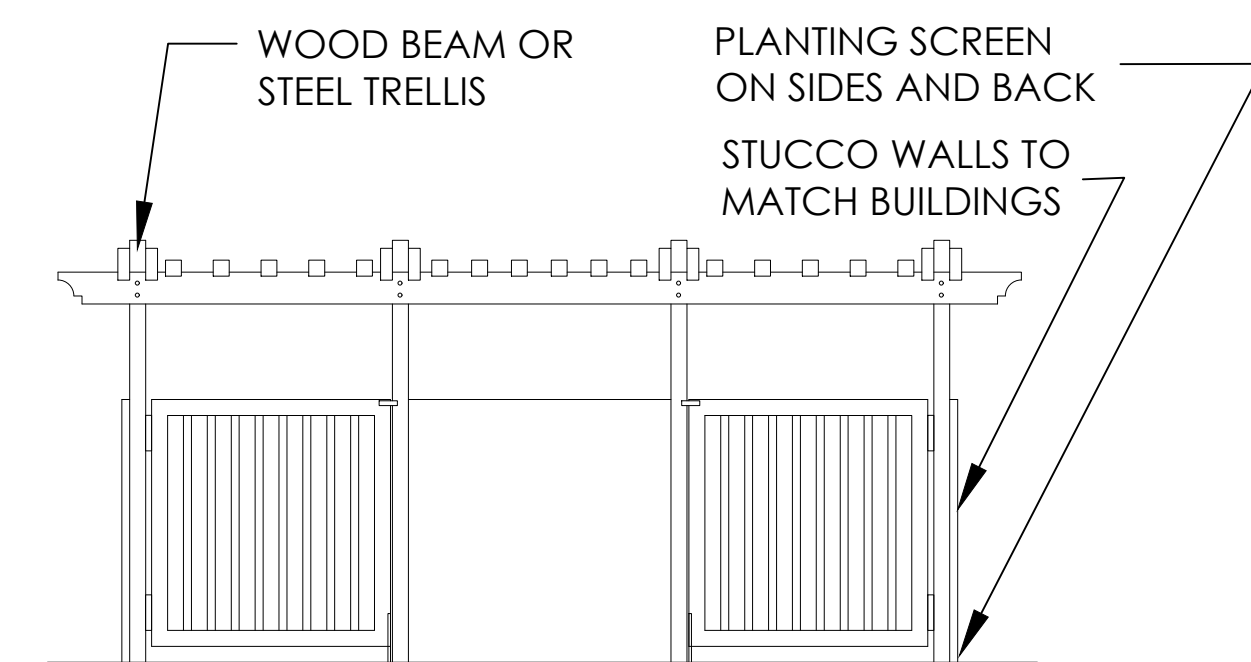 WOOD BEAM OR
STEEL TRELLIS
PLANTING SCREEN
ON SIDES AND BACK
STUCCO WALLS TO
MATCH BUILDINGS